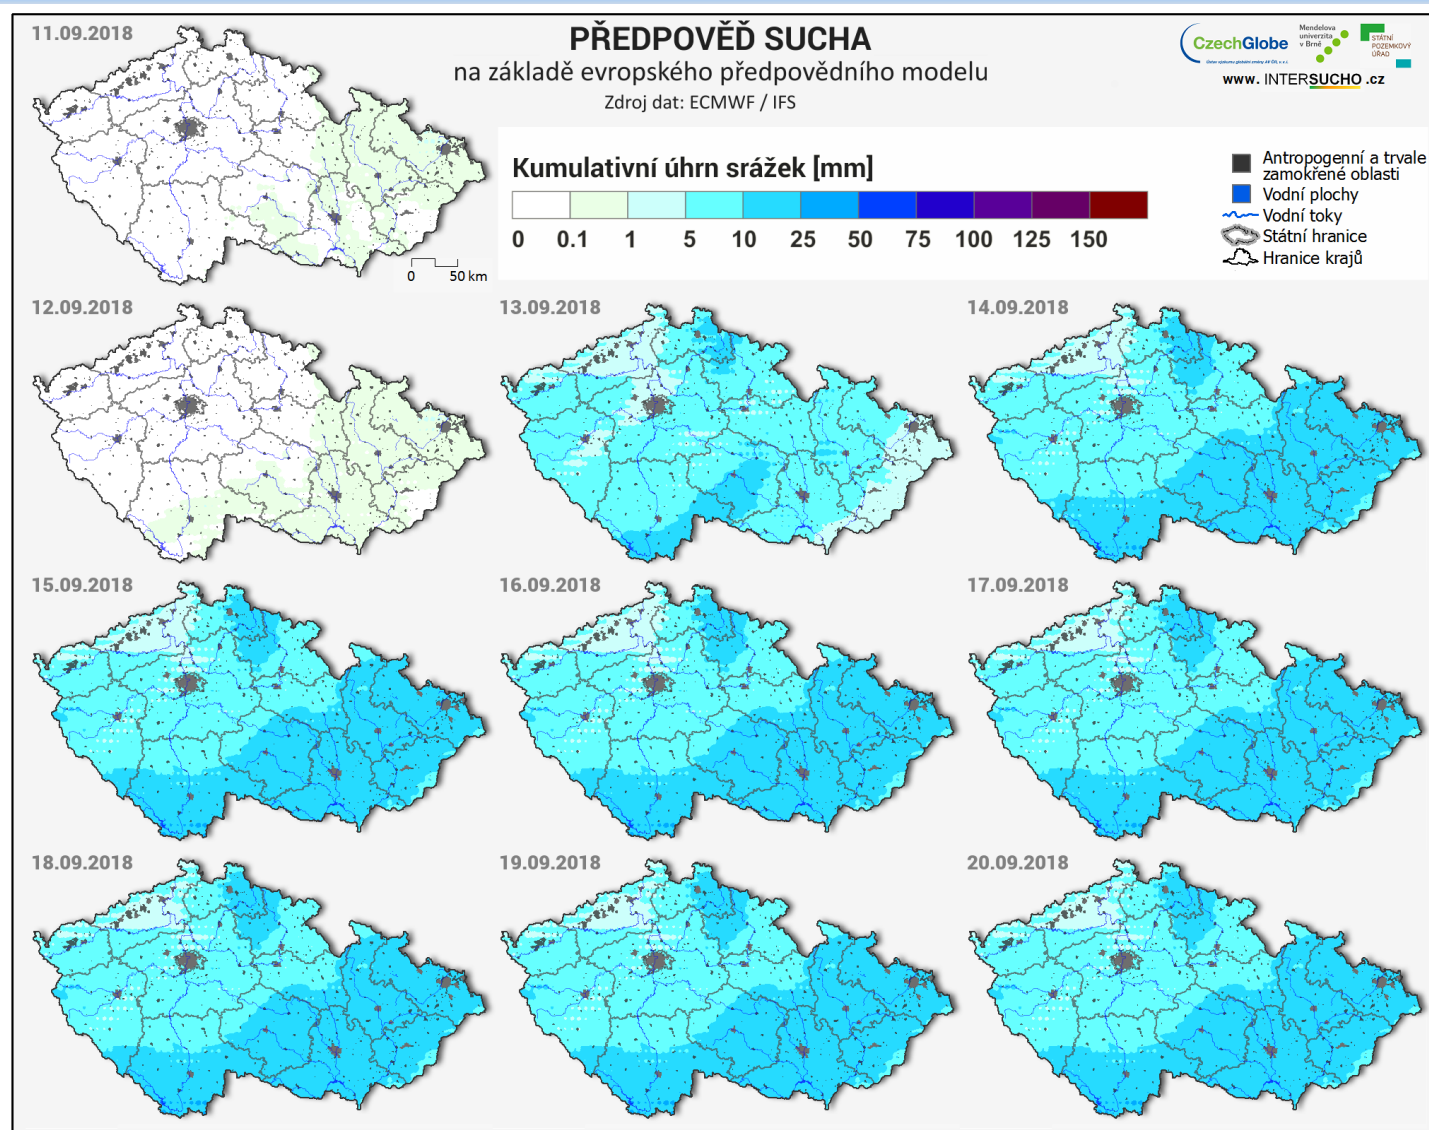 11.09.2018
PŘEDPOVĚĎ SUCHA
na základě evropského předpovědního modelu
Zdroj dat: ECMWF / IFS
CzechGlobe
Mendelova
univerzita
v Brně
STÁTNÍ
POZEMKOVÝ
ÚŘAD
www. INTERSUCHO .cz
Kumulativní úhrn srážek [mm]
0 0.1 1 5 10 25 50 75 100 125 150
Antropogenní a trvale
zamokřené oblasti
Vodní plochy
Vodní toky
Státní hranice
Hranice krajů
0 50 km
12.09.2018
13.09.2018
14.09.2018
15.09.2018
16.09.2018
17.09.2018
18.09.2018
19.09.2018
20.09.2018